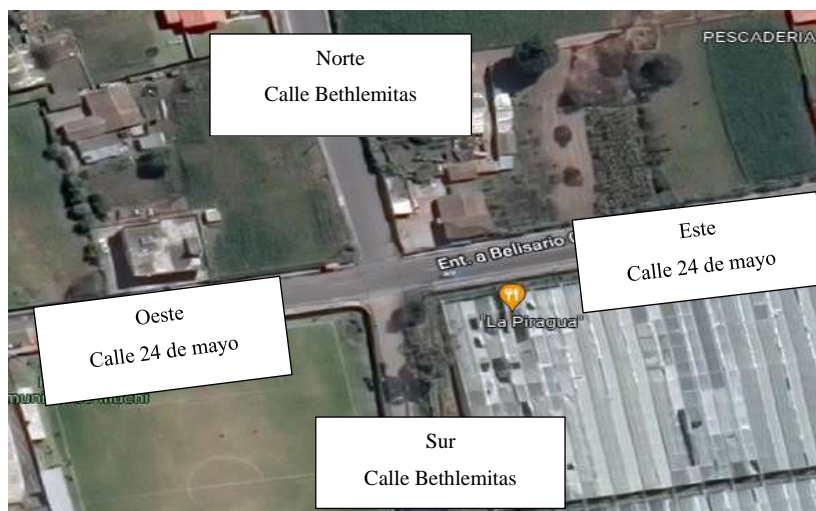 Norte
Calle Bethlemitas
PESCADERIA
Este
Calle 24 de mayo
Ent. a Belisario
"La Piragua"
Oeste
Calle 24 de mayo
Sur
Calle Bethlemitas